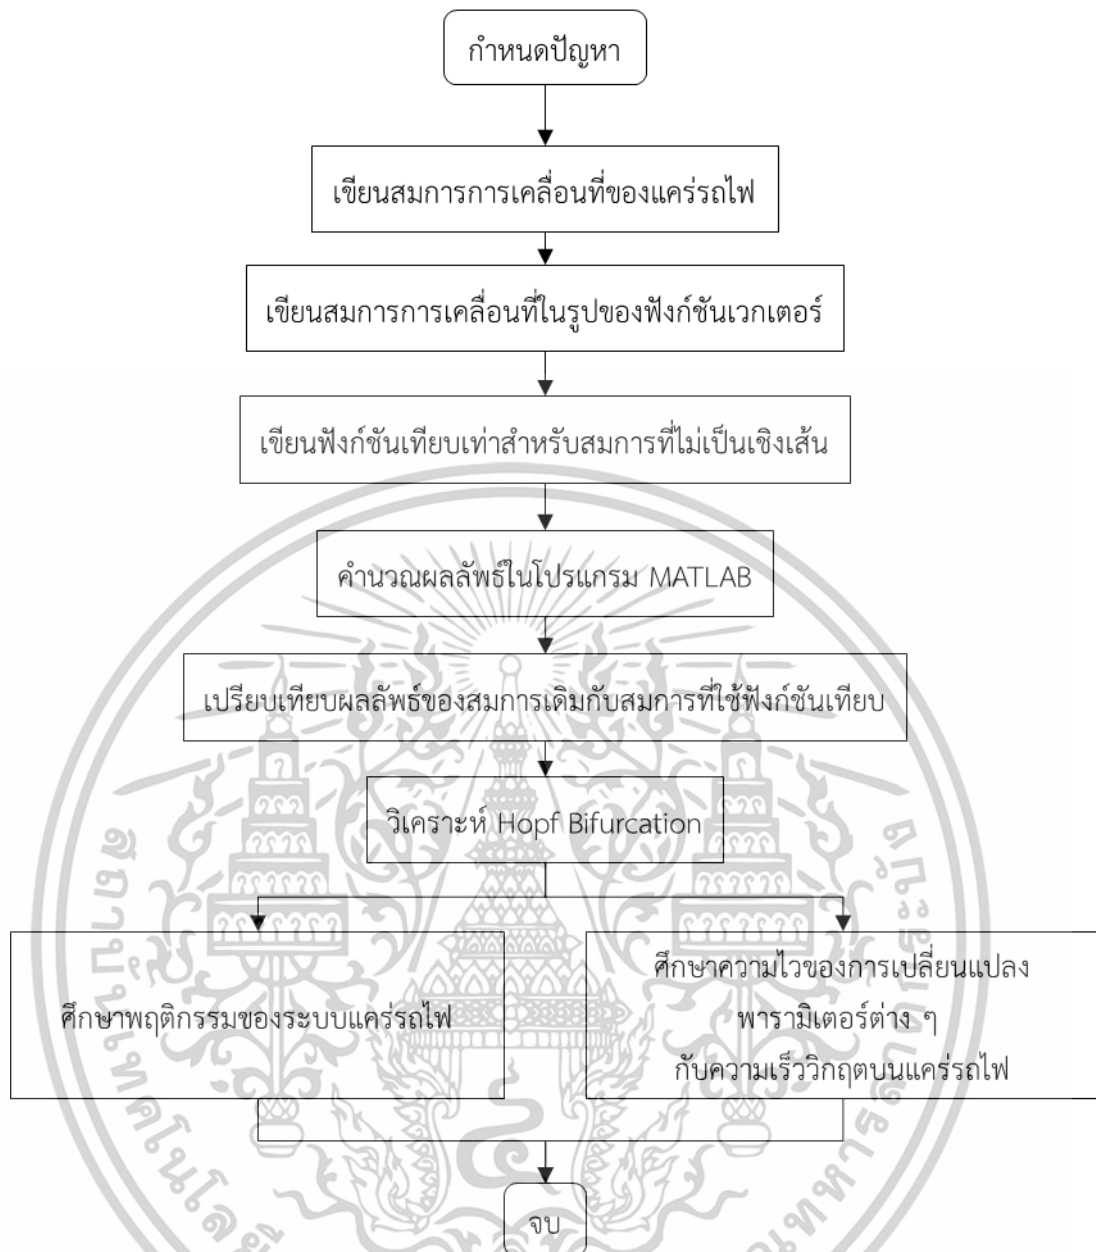 กำหนดปัญหา
เขียนสมการการเคลื่อนที่ของแคร่รถไฟ
เขียนสมการการเคลื่อนที่ในรูปของฟังก์ชันเวกเตอร์
เขียนฟังก์ชันเทียบเท่าสำหรับสมการที่ไม่เป็นเชิงเส้น
คำนวณผลลัพธ์ในโปรแกรม MATLAB
เปรียบเทียบผลลัพธ์ของสมการเดิมกับสมการที่ใช้ฟังก์ชันเทียบ
วิเคราะห์ Hopf Bifurcation
ศึกษาพฤติกรรมของระบบแคร่รถไฟ
ศึกษาความไวของการเปลี่ยนแปลง
พารามิเตอร์ต่าง ๆ
กับความเร็ววิกฤตบนแคร่รถไฟ
จบ